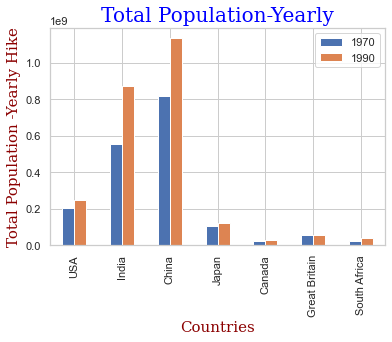 Total Population-Yearly
1e9
Total Population -Yearly Hike
1.0
0.8
0.6
0.4
0.2
0.0
1970
1990
USA
India
China
Japan
Canada
Great Britain
South Africa
Countries